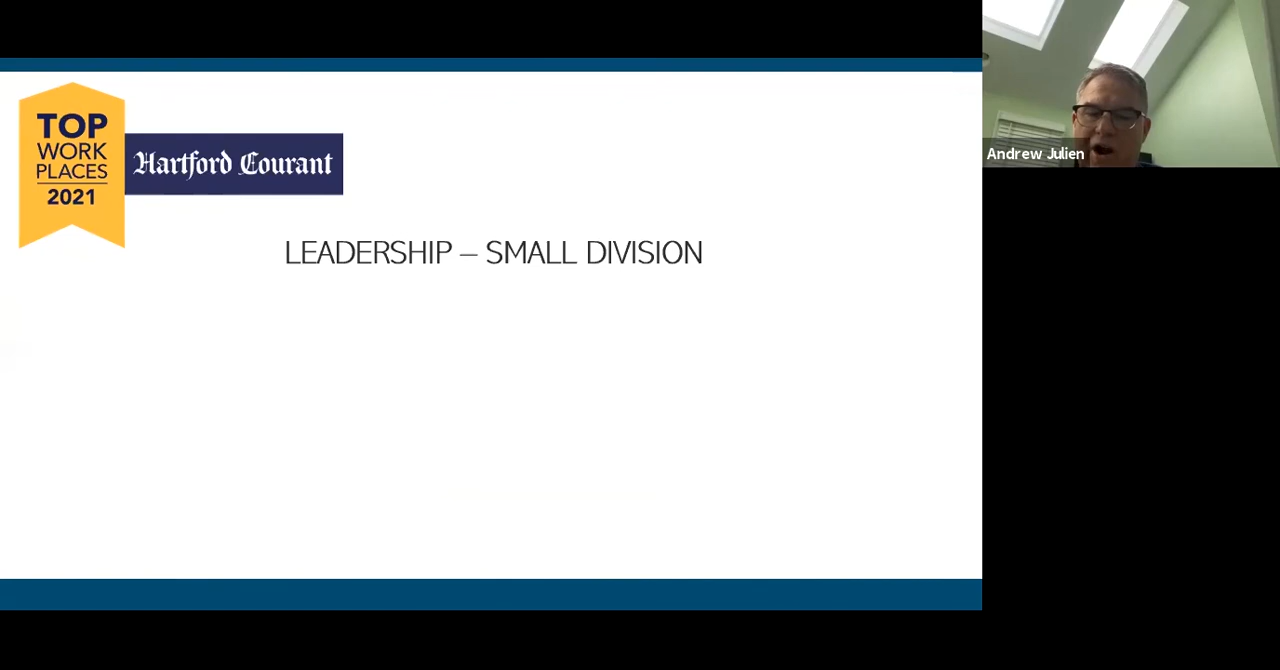 TOP
WORK
PLACES
2021
Hartford Courant
LEADERSHIP – SMALL DIVISION
Andrew Julien